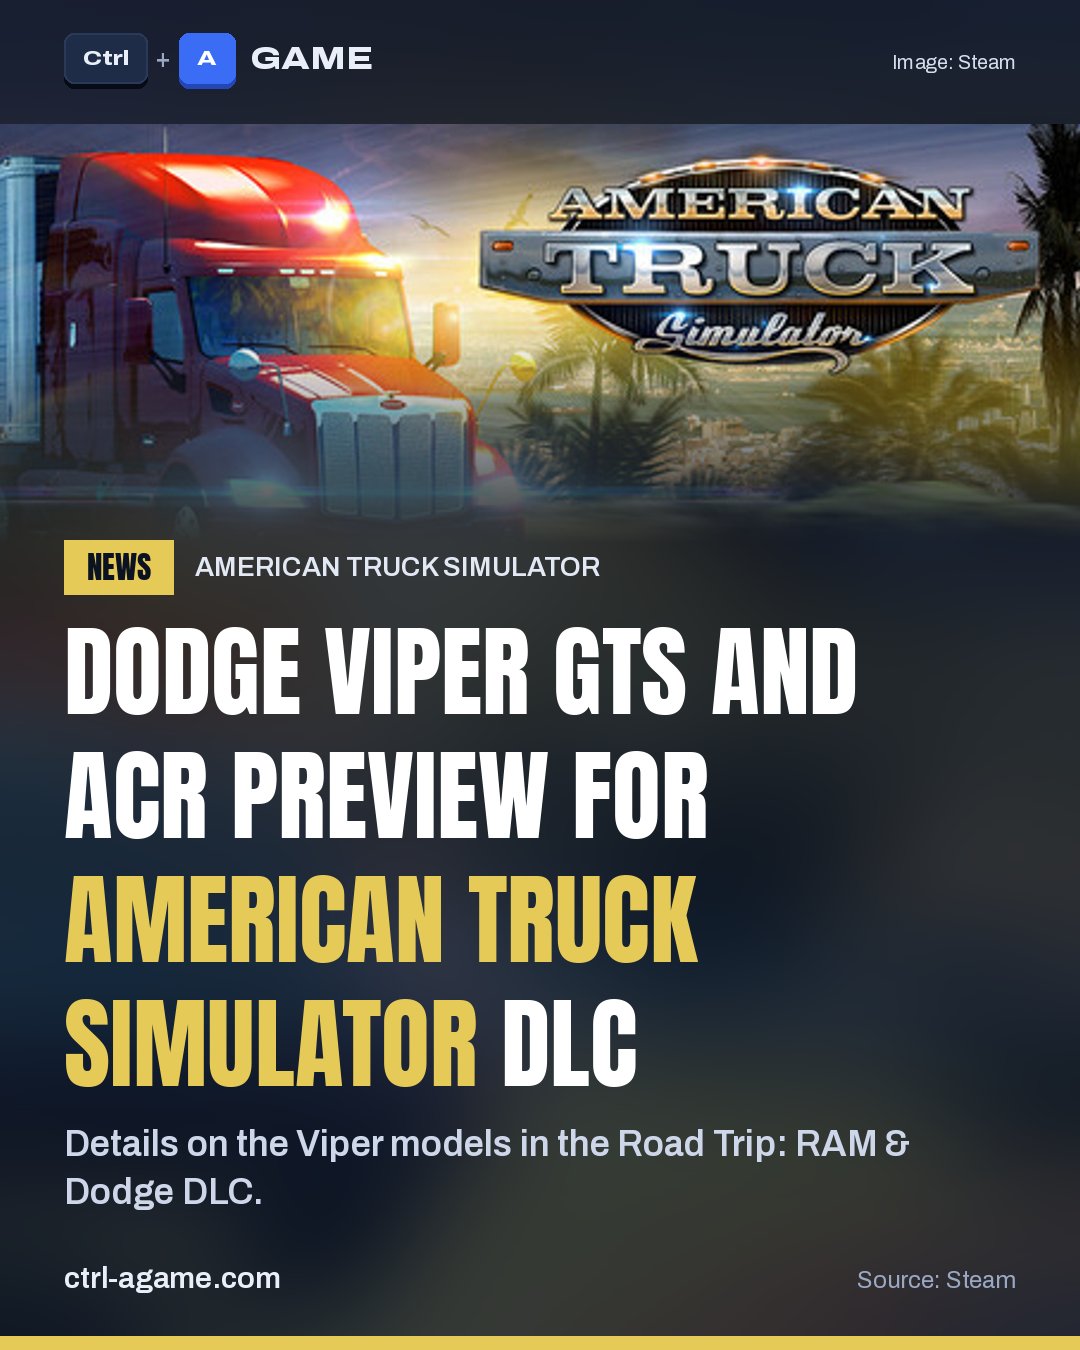 Ctrl + A GAME
Image: Steam
AMERICAN
TRUCK
Simulator
NEWS AMERICAN TRUCK SIMULATOR
DODGE VIPER GTS AND
ACR PREVIEW FOR
AMERICAN TRUCK
SIMULATOR DLC
Details on the Viper models in the Road Trip: RAM &
Dodge DLC.
ctrl-agame.com
Source: Steam